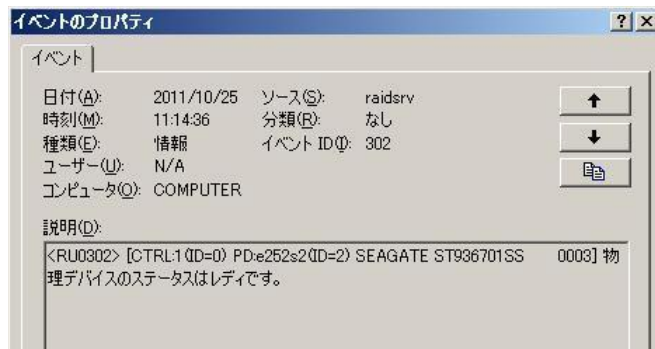 イベントのプロパティ
イベント
日付(A): 2011/10/25 ソース(S): raidsrv
時刻(M): 11:14:36 分類(R): なし
種類(E): 情報 イベント ID(I): 302
ユーザー(U): N/A
コンピュータ(O): COMPUTER
説明(D):
<RU0302> [CTRL:1(ID=0) PD:e252s2(ID=2) SEAGATE ST936701SS 0003] 物
理デバイスのステータスはレディです。